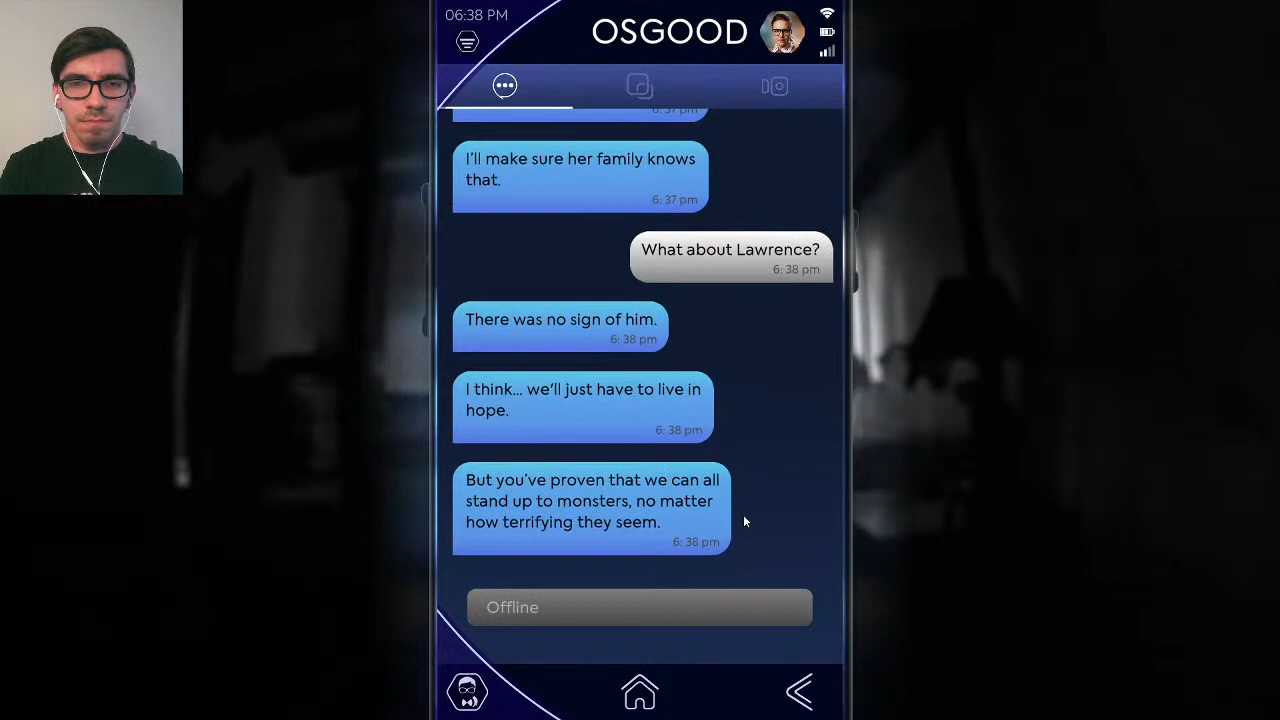 06:38 PM
OSGOOD
6: 37 pm
I'll make sure her family knows
that.
6: 37 pm
What about Lawrence?
6: 38 pm
There was no sign of him.
6: 38 pm
I think... we'll just have to live in
hope.
6: 38 pm
But you've proven that we can all
stand up to monsters, no matter
how terrifying they seem.
6: 38 pm
Offline